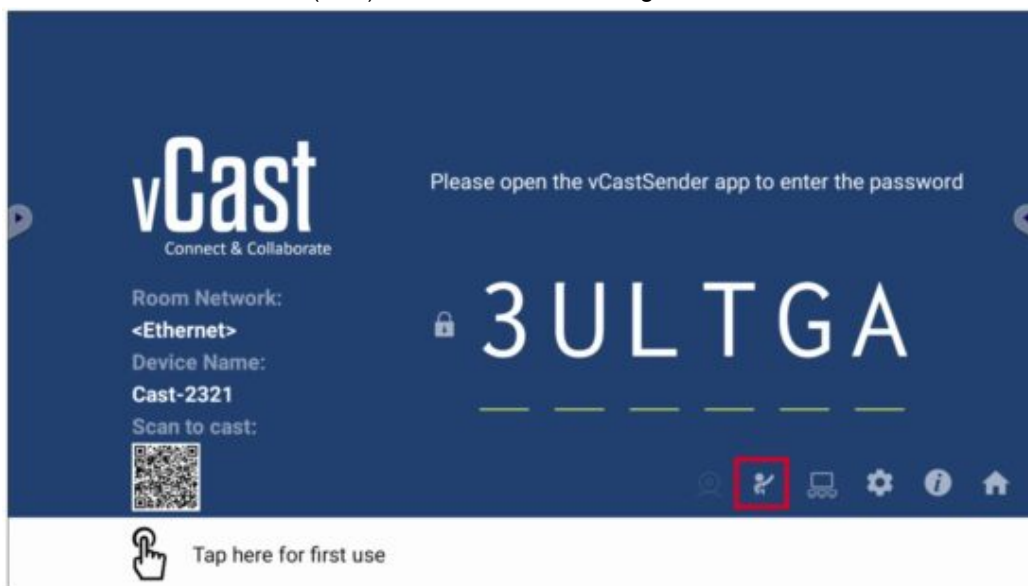 vCast
Connect & Collaborate
Please open the vCastSender app to enter the password
Room Network:
<Ethernet>
Device Name:
Cast-2321
Scan to cast:
3ULTGA
Tap here for first use